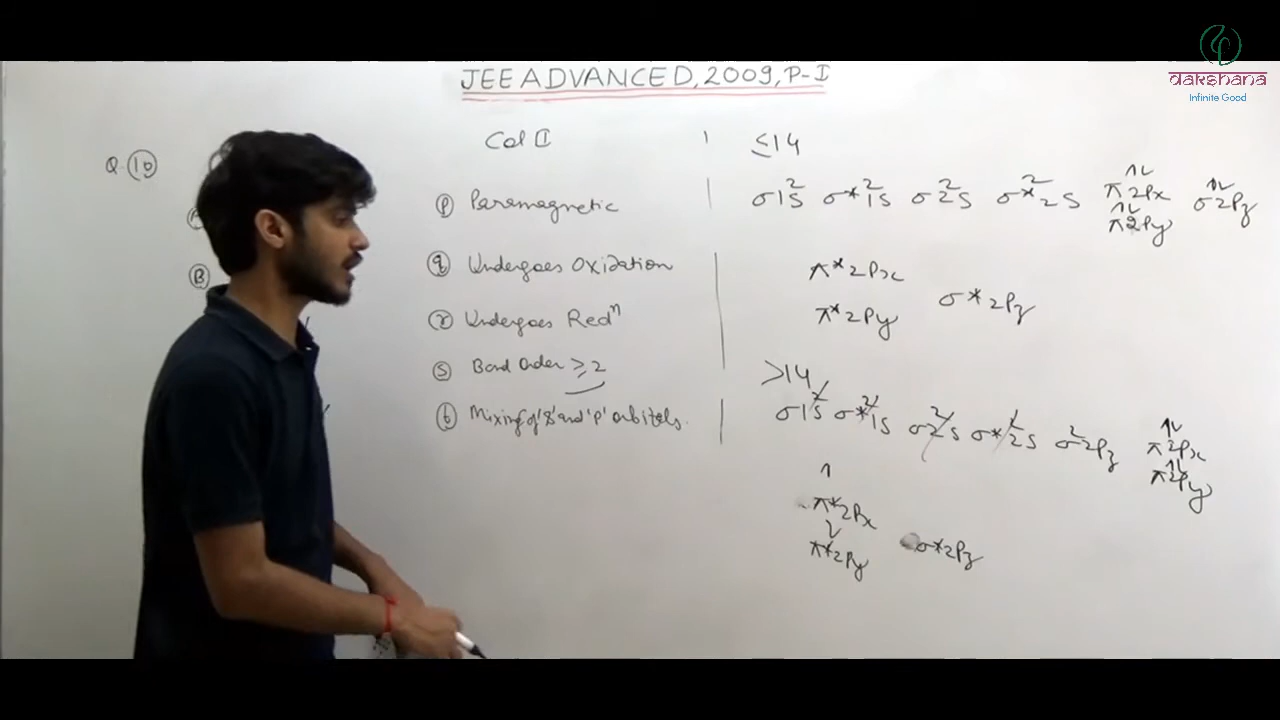 dakshana
Infinite Good
JEE ADVANCED, 2009, P-I
Q. 10
Col I
B
(p) Paramagnetic
(q) Undergoes Oxidation
(r) Undergoes Redⁿ
(s) Bond Order ≥ 2
(t) Mixing of 's' and 'p' orbitals.
≤14
σ1s² σ*1s² σ2s² σ*2s² π2Px ↿⇂ σ2Pz ↿⇂
π2Py ↿⇂
π*2Px
π*2Py σ*2Pz
>14
σ1s² σ*1s² σ2s² σ*2s² σ2Pz² π2Px ↿⇂
π2Py ↿⇂
π*2Px ↿
π*2Py σ*2Pz